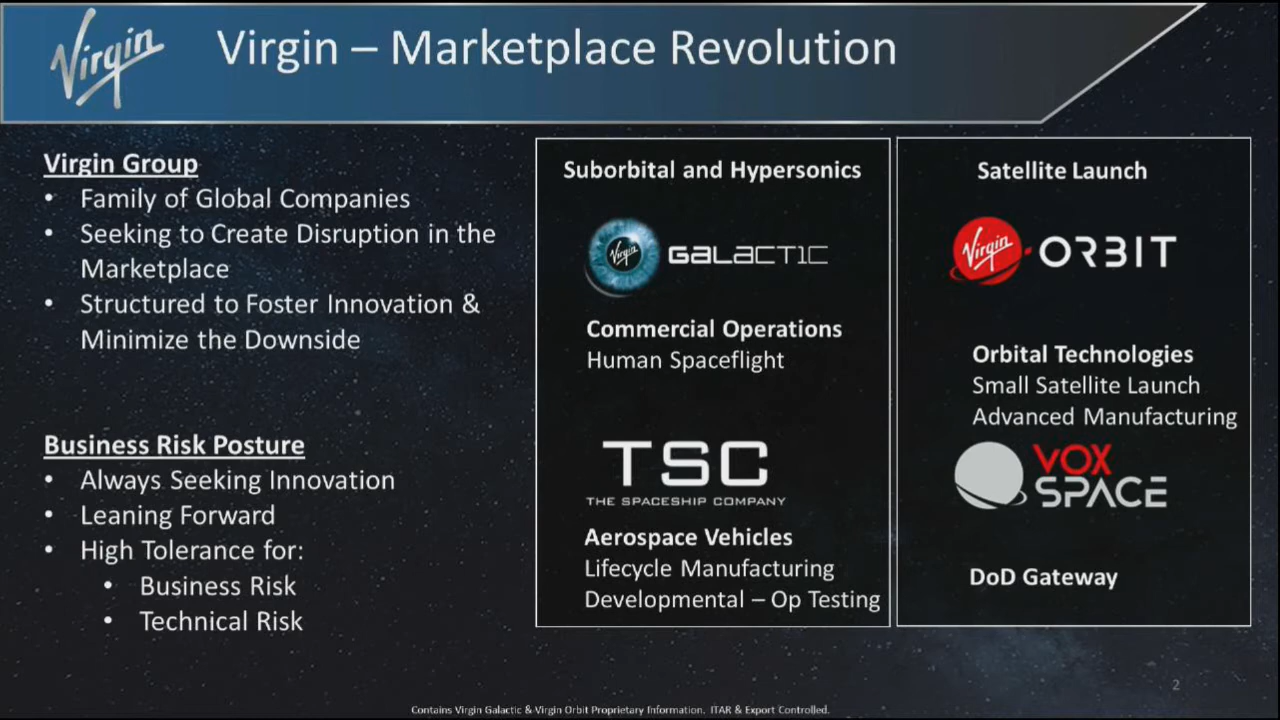 Virgin
Virgin – Marketplace Revolution
Virgin Group
• Family of Global Companies
• Seeking to Create Disruption in the
Marketplace
• Structured to Foster Innovation &
Minimize the Downside
Business Risk Posture
• Always Seeking Innovation
• Leaning Forward
• High Tolerance for:
• Business Risk
• Technical Risk
Suborbital and Hypersonics
Virgin GALACTIC
Commercial Operations
Human Spaceflight
TSC
THE SPACESHIP COMPANY
Aerospace Vehicles
Lifecycle Manufacturing
Developmental – Op Testing
Satellite Launch
Virgin ORBIT
Orbital Technologies
Small Satellite Launch
Advanced Manufacturing
VOX
SPACE
DoD Gateway
2
Contains Virgin Galactic & Virgin Orbit Proprietary Information. ITAR & Export Controlled.